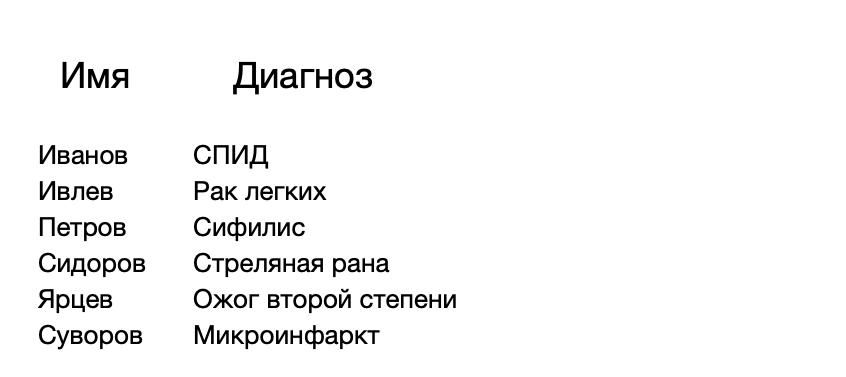 Имя Диагноз
Иванов СПИД
Ивлев Рак легких
Петров Сифилис
Сидоров Стреляная рана
Ярцев Ожог второй степени
Суворов Микроинфаркт